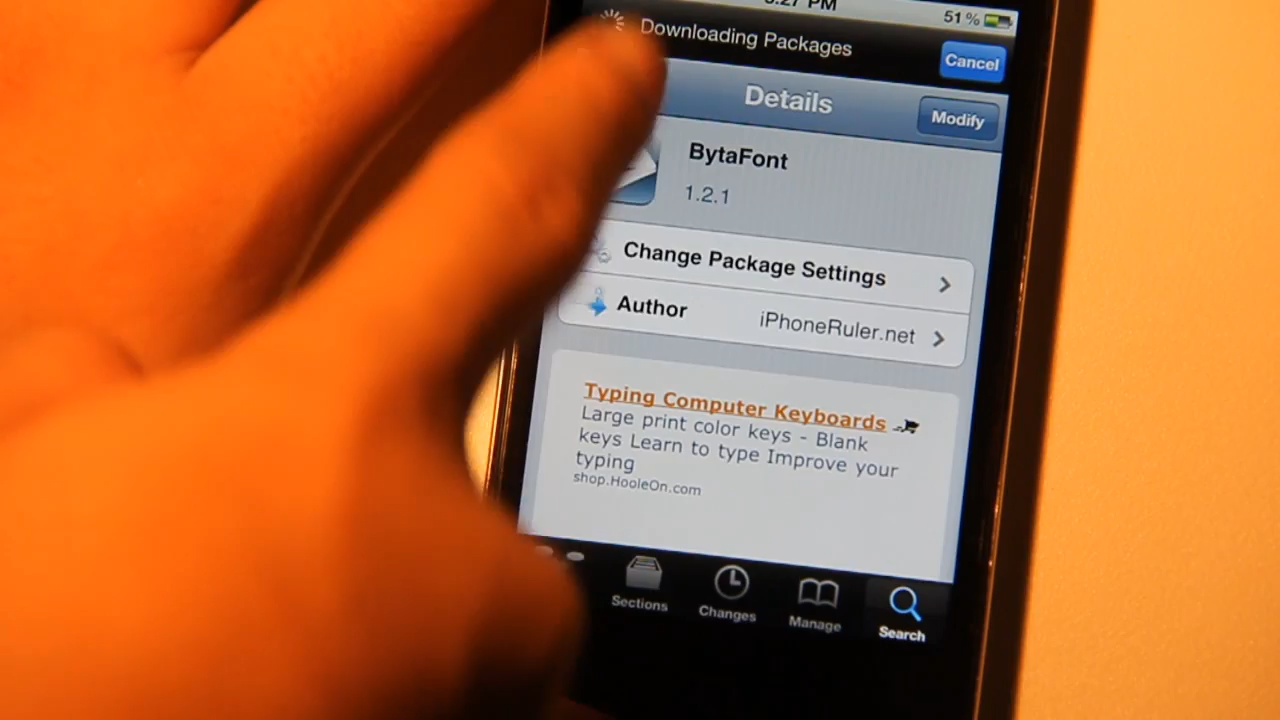 51%
Downloading Packages
Cancel
Details
Modify
BytaFont
1.2.1
Change Package Settings
Author iPhoneRuler.net
Typing Computer Keyboards
Large print color keys - Blank
keys Learn to type Improve your
typing
shop.HooleOn.com
Sections Changes Manage Search